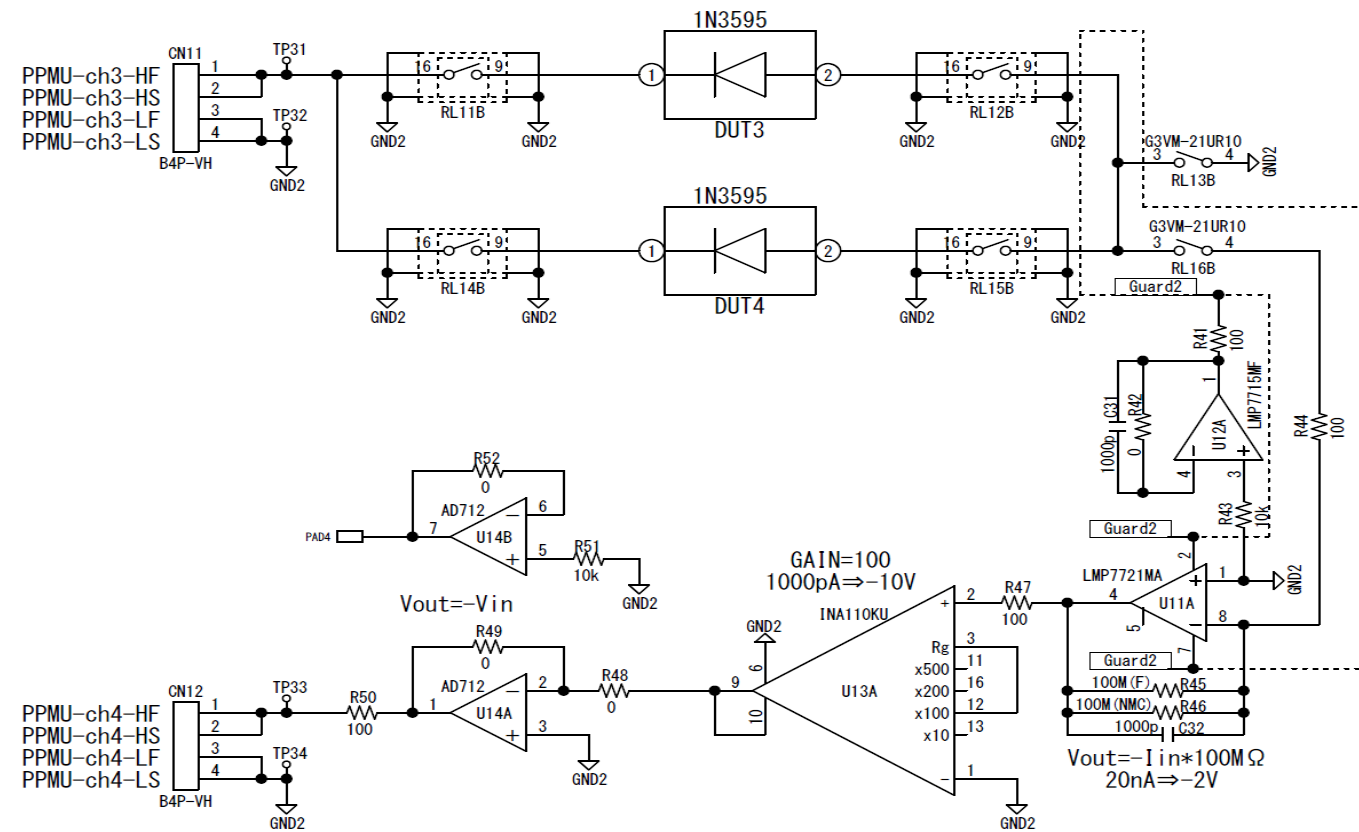 1N3595
CN11
TP31
PPMU-ch3-HF
1
16
9
1
2
16
9
PPMU-ch3-HS
2
RL11B
RL12B
PPMU-ch3-LF
3
TP32
DUT3
PPMU-ch3-LS
4
GND2
GND2
GND2
GND2
B4P-VH
GND2
G3VM-21UR10
3
4
GND2
RL13B
1N3595
G3VM-21UR10
16
9
1
2
16
9
3
4
RL14B
RL15B
RL16B
Guard2
GND2
GND2
DUT4
GND2
GND2
R41
100
1
LMP7715MF
C31
1000p
R42
0
U12A
R44
100
4
3
R43
10k
R52
0
AD712
6
PAD4
7
U14B
5
R51
10k
GND2
Guard2
2
GAIN=100
1000pA⇒-10V
LMP7721MA
1
GND2
4
U11A
5
8
7
Guard2
INA110KU
+
2
R47
100
Vout=-Vin
GND2
R49
0
Rg
3
x500
11
6
x200
16
9
U13A
x100
12
10
x10
13
-
1
GND2
100M(F)
R45
100M(NMC)
R46
1000p
C32
Vout=-Iin*100MΩ
20nA⇒-2V
AD712
2
R48
0
CN12
TP33
R50
100
1
U14A
3
GND2
PPMU-ch4-HF
1
PPMU-ch4-HS
2
PPMU-ch4-LF
3
TP34
PPMU-ch4-LS
4
B4P-VH
GND2